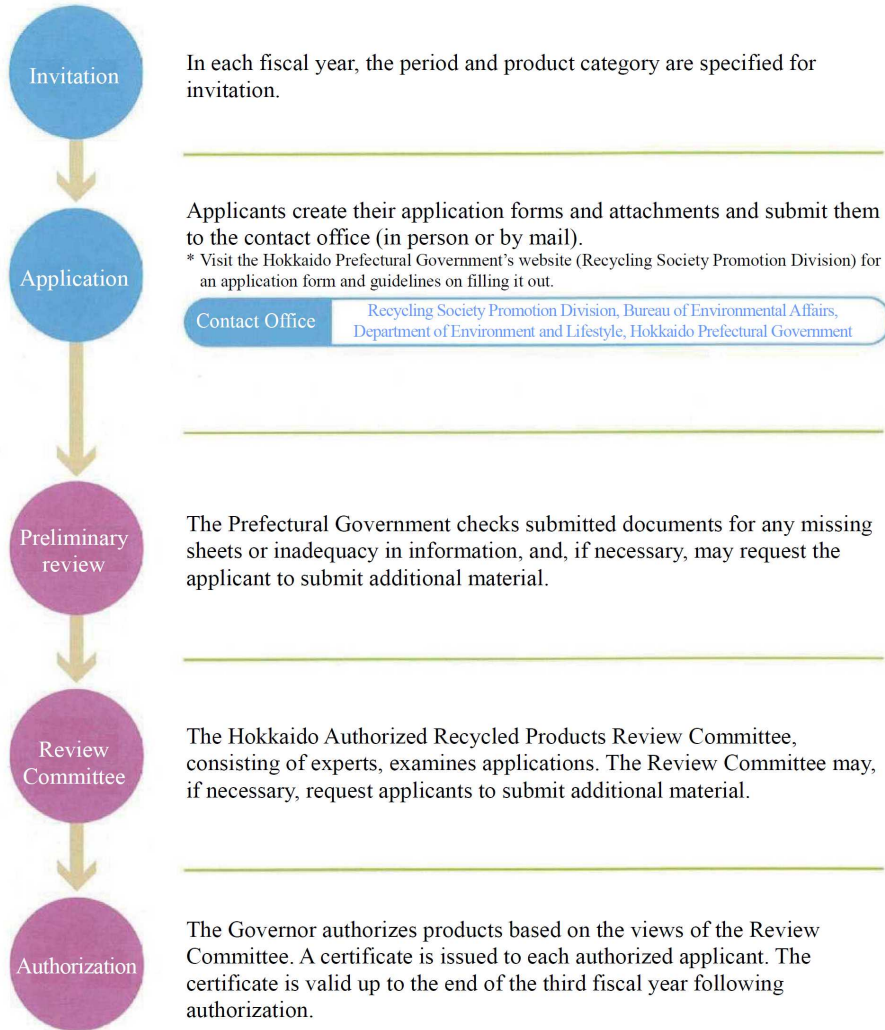 Invitation
In each fiscal year, the period and product category are specified for
invitation.
Application
Applicants create their application forms and attachments and submit them
to the contact office (in person or by mail).
* Visit the Hokkaido Prefectural Government’s website (Recycling Society Promotion Division) for
an application form and guidelines on filling it out.
Contact Office
Recycling Society Promotion Division, Bureau of Environmental Affairs,
Department of Environment and Lifestyle, Hokkaido Prefectural Government
Preliminary
review
The Prefectural Government checks submitted documents for any missing
sheets or inadequacy in information, and, if necessary, may request the
applicant to submit additional material.
Review
Committee
The Hokkaido Authorized Recycled Products Review Committee,
consisting of experts, examines applications. The Review Committee may,
if necessary, request applicants to submit additional material.
Authorization
The Governor authorizes products based on the views of the Review
Committee. A certificate is issued to each authorized applicant. The
certificate is valid up to the end of the third fiscal year following
authorization.